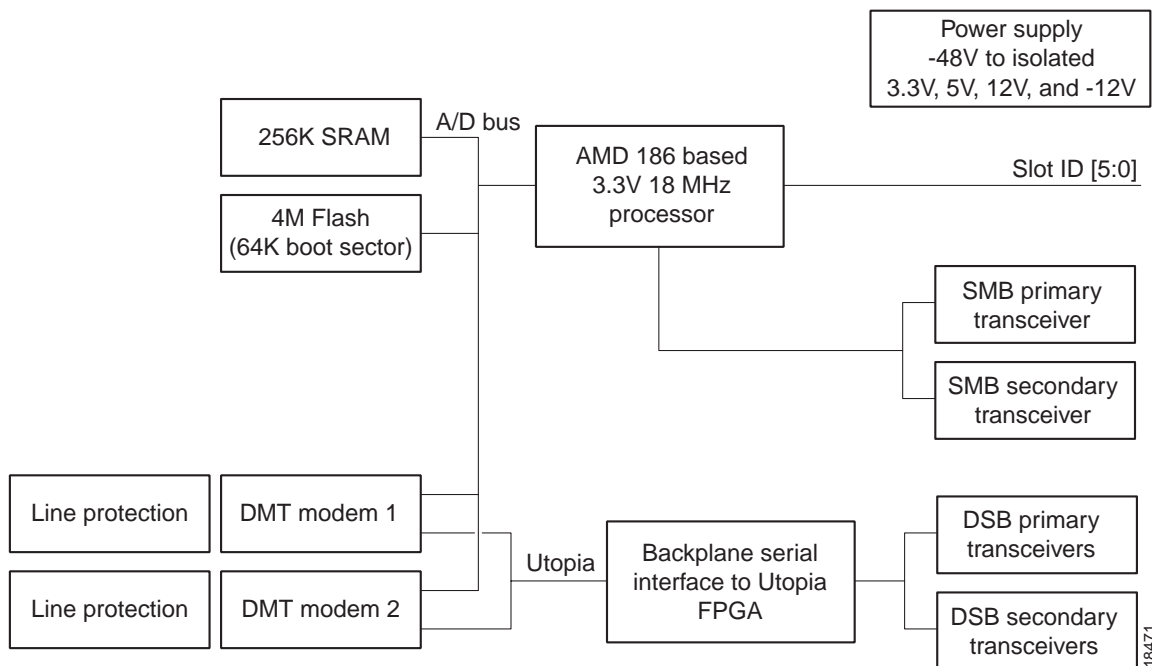 Power supply
-48V to isolated
3.3V, 5V, 12V, and -12V
256K SRAM
A/D bus
AMD 186 based
3.3V 18 MHz
processor
Slot ID [5:0]
4M Flash
(64K boot sector)
SMB primary
transceiver
SMB secondary
transceiver
Line protection
DMT modem 1
Utopia
Backplane serial
interface to Utopia
FPGA
DSB primary
transceivers
Line protection
DMT modem 2
DSB secondary
transceivers
18471